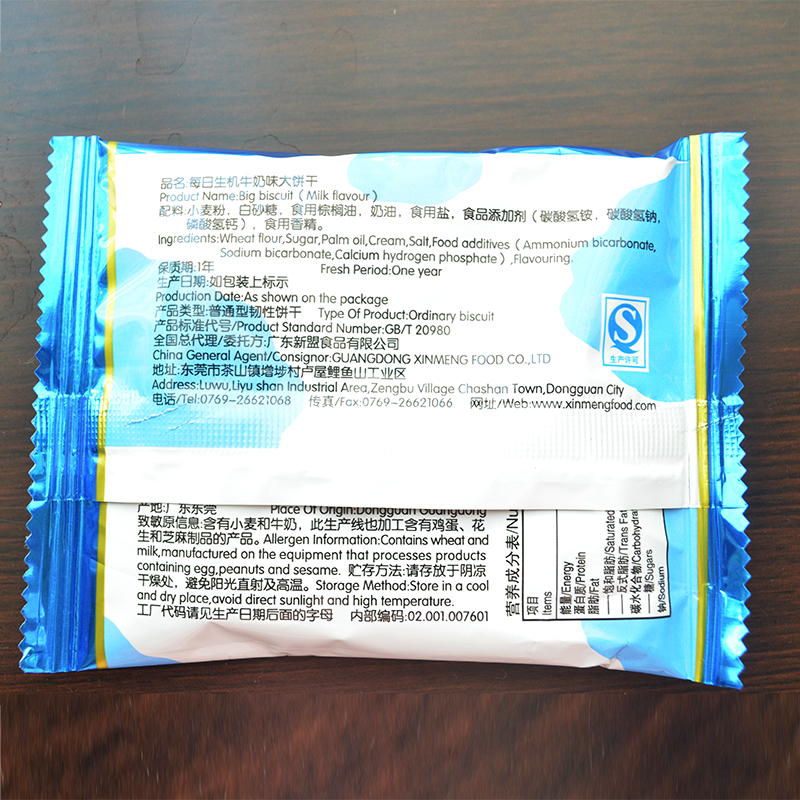 品名:每日生机牛奶味大饼干
Product Name:Big biscuit（Milk flavour）
配料:小麦粉，白砂糖，食用棕榈油，奶油，食用盐，食品添加剂（碳酸氢铵，碳酸氢钠，
磷酸氢钙），食用香精。
Ingredients:Wheat flour,Sugar,Palm oil,Cream,Salt,Food additives（Ammonium bicarbonate,
Sodium bicarbonate,Calcium hydrogen phosphate）,Flavouring.
保质期:1年 Fresh Period:One year
生产日期:如包装上标示
Production Date:As shown on the package
产品类型:普通型韧性饼干 Type Of Product:Ordinary biscuit
产品标准代号/Product Standard Number:GB/T 20980
全国总代理/委托方:广东新盟食品有限公司
China General Agent/Consignor:GUANGDONG XINMENG FOOD CO.,LTD
地址:东莞市茶山镇增埗村卢屋鲤鱼山工业区
Address:Luwu,Liyu shan Industrial Area,Zengbu Village Chashan Town,Dongguan City
电话/Tel:0769-26621068 传真/Fax:0769-26621066 网址/Web:www.xinmengfood.com
QS
生产许可
产地:广东东莞 Place Of Origin:Dongguan Guangdong
致敏原信息:含有小麦和牛奶，此生产线也加工含有鸡蛋、花
生和芝麻制品的产品。Allergen Information:Contains wheat and
milk,manufactured on the equipment that processes products
containing egg,peanuts and sesame. 贮存方法:请存放于阴凉
干燥处，避免阳光直射及高温。Storage Method:Store in a cool
and dry place,avoid direct sunlight and high temperature.
工厂代码请见生产日期后面的字母 内部编码:02.001.007601
营养成分表/Nu
项目
Items
能量/Energy
蛋白质/Protein
脂肪/Fat
—饱和脂肪/Saturated
—反式脂肪/Trans Fat
碳水化合物/Carbohydra
糖/Sugars
钠/Sodium